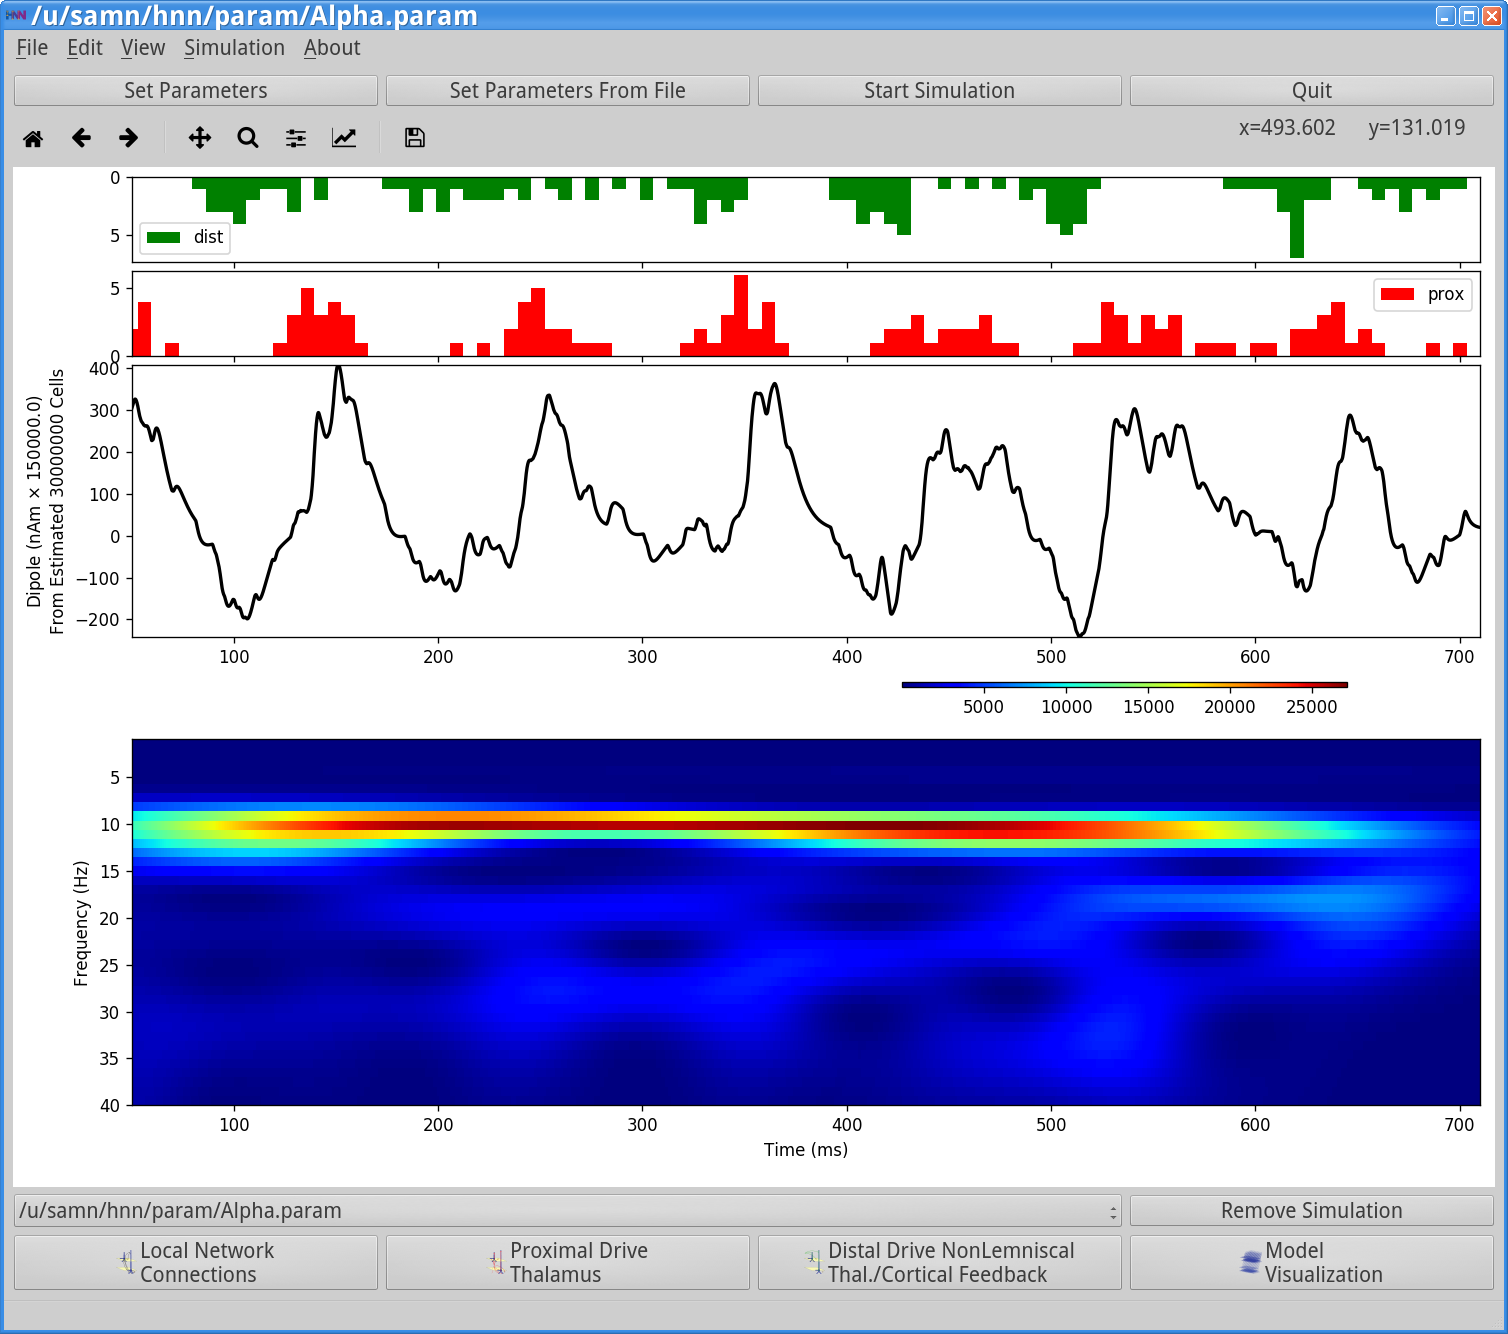 HNN /u/samn/hnn/param/Alpha.param
File Edit View Simulation About
Set Parameters Set Parameters From File Start Simulation Quit
x=493.602 y=131.019
0
5
dist
5
0
prox
400
300
200
100
0
−100
−200
Dipole (nAm × 150000.0)
From Estimated 30000000 Cells
100 200 300 400 500 600 700
5000 10000 15000 20000 25000
5
10
15
20
25
30
35
40
Frequency (Hz)
100 200 300 400 500 600 700
Time (ms)
/u/samn/hnn/param/Alpha.param Remove Simulation
Local Network
Connections
Proximal Drive
Thalamus
Distal Drive NonLemniscal
Thal./Cortical Feedback
Model
Visualization